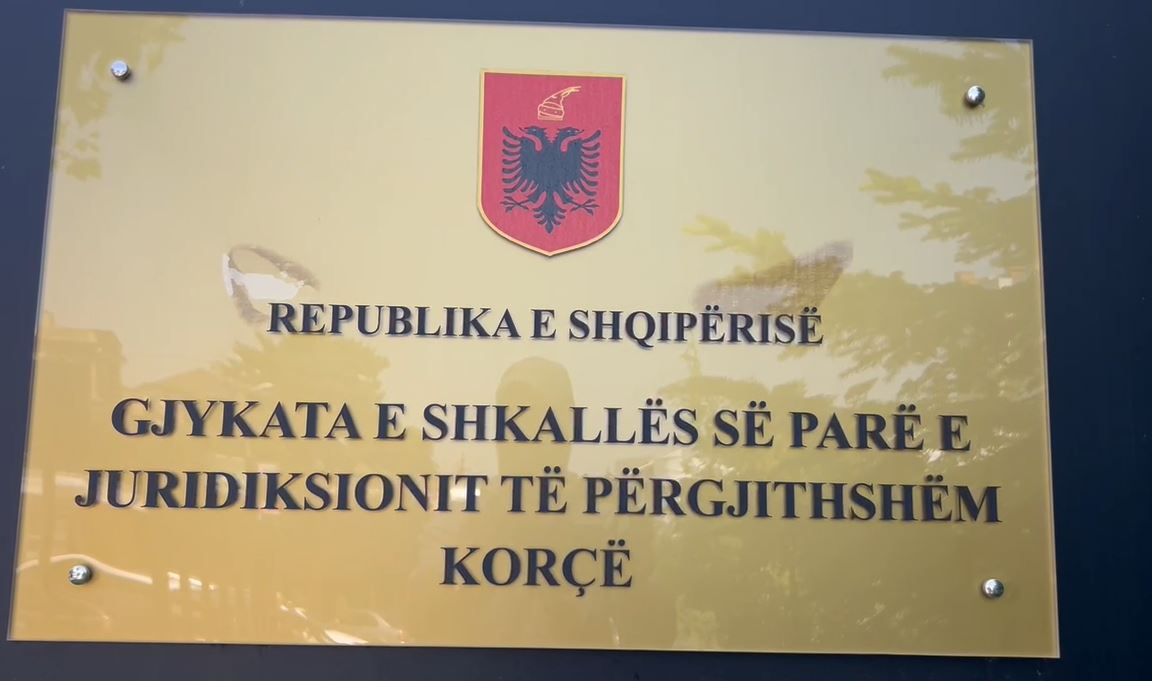 REPUBLIKA E SHQIPËRISË
GJYKATA E SHKALLËS SË PARË E
JURIDIKSIONIT TË PËRGJITHSHËM
KORÇË